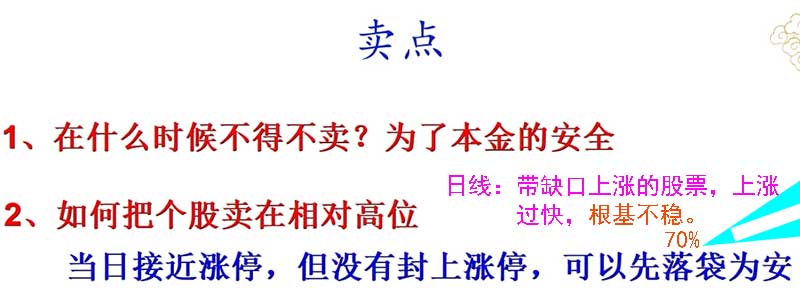 卖点
1、在什么时候不得不卖？为了本金的安全
日线：带缺口上涨的股票，上涨
过快，根基不稳。
2、如何把个股卖在相对高位
70%
当日接近涨停，但没有封上涨停，可以先落袋为安